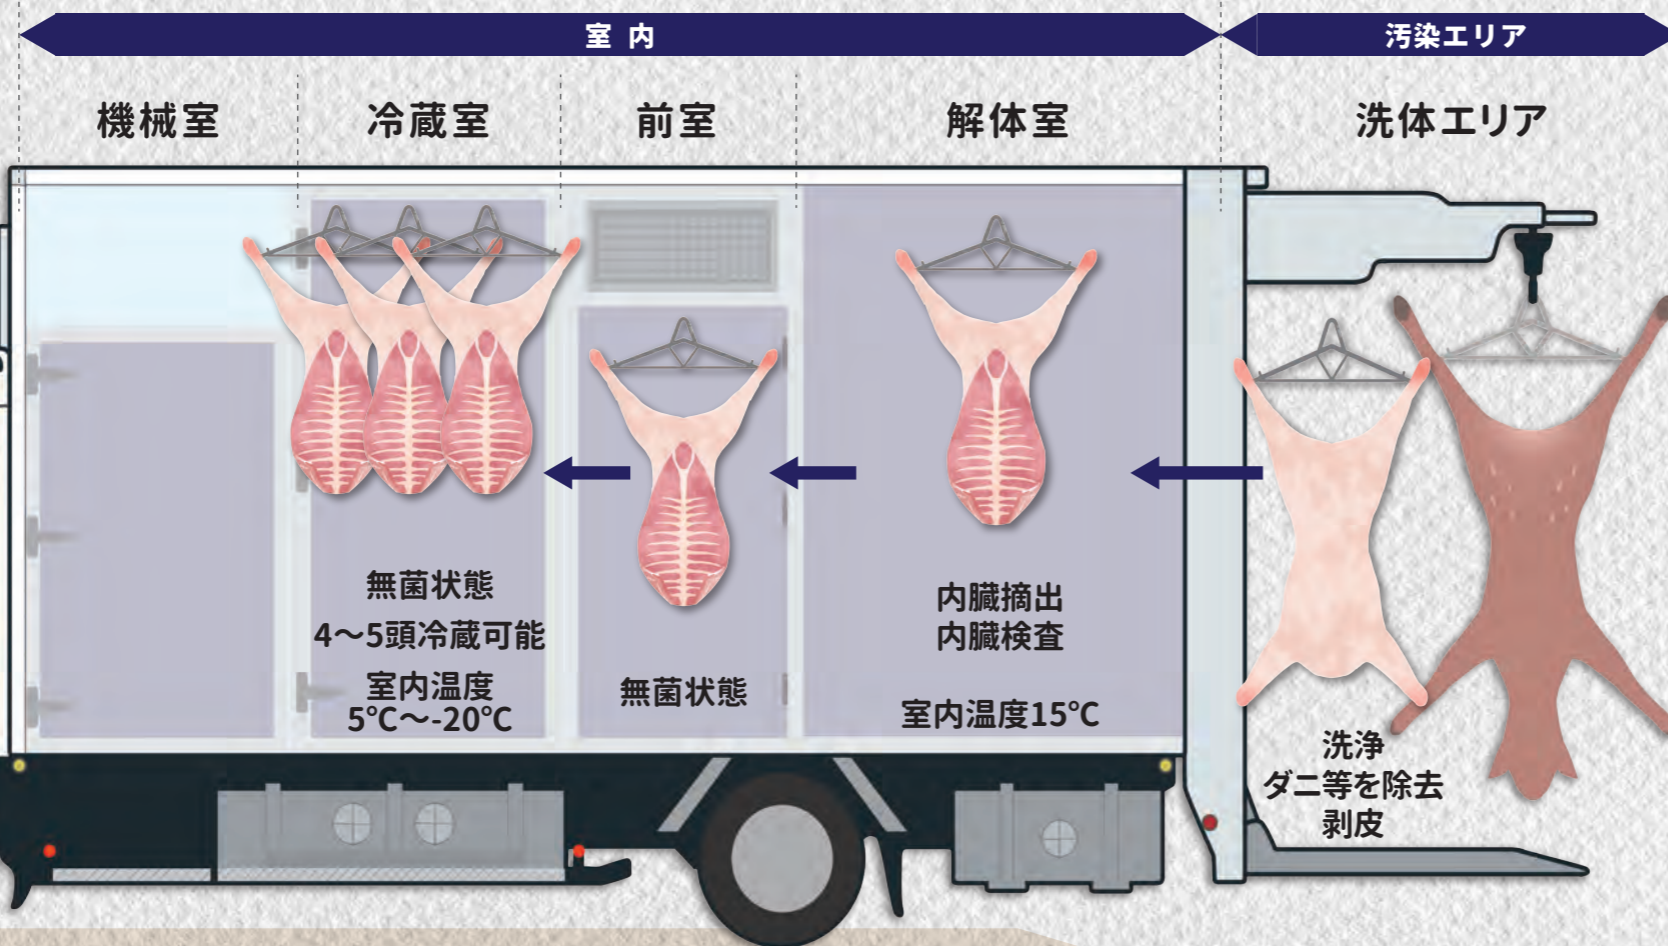 室内
汚染エリア
機械室
冷蔵室
前室
解体室
洗体エリア
無菌状態
4〜5頭冷蔵可能
室内温度
5℃〜-20℃
無菌状態
内臓摘出
内臓検査
室内温度15℃
洗浄
ダニ等を除去
剥皮